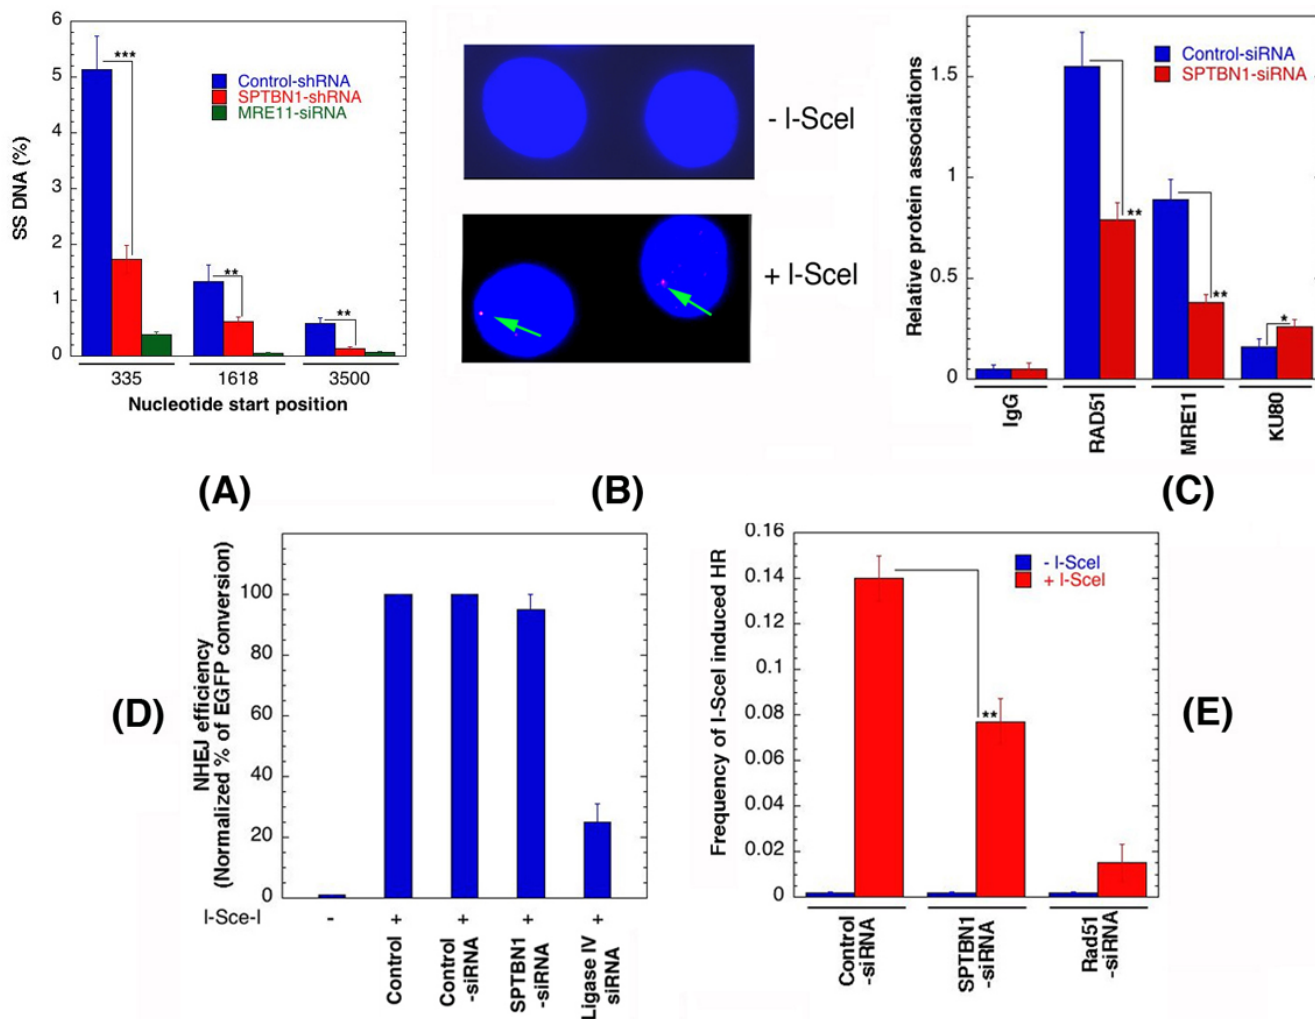 6
5
4
3
2
1
0
SS DNA (%)
***
**
**
Control-shRNA
SPTBN1-shRNA
MRE11-siRNA
335 1618 3500
Nucleotide start position
(A)
- I-SceI
+ I-SceI
(B)
1.5
1
0.5
0
Relative protein associations
Control-siRNA
SPTBN1-siRNA
**
**
*
IgG
RAD51
MRE11
KU80
(C)
(D)
100
80
60
40
20
0
NHEJ efficiency
(Normalized % of EGFP conversion)
I-Sce-I - + + + +
Control
Control
-siRNA
SPTBN1
-siRNA
Ligase IV
siRNA
0.16
0.14
0.12
0.1
0.08
0.06
0.04
0.02
0
Frequency of I-SceI induced HR
- I-SceI
+ I-SceI
**
Control
-siRNA
SPTBN1
-siRNA
Rad51
-siRNA
(E)